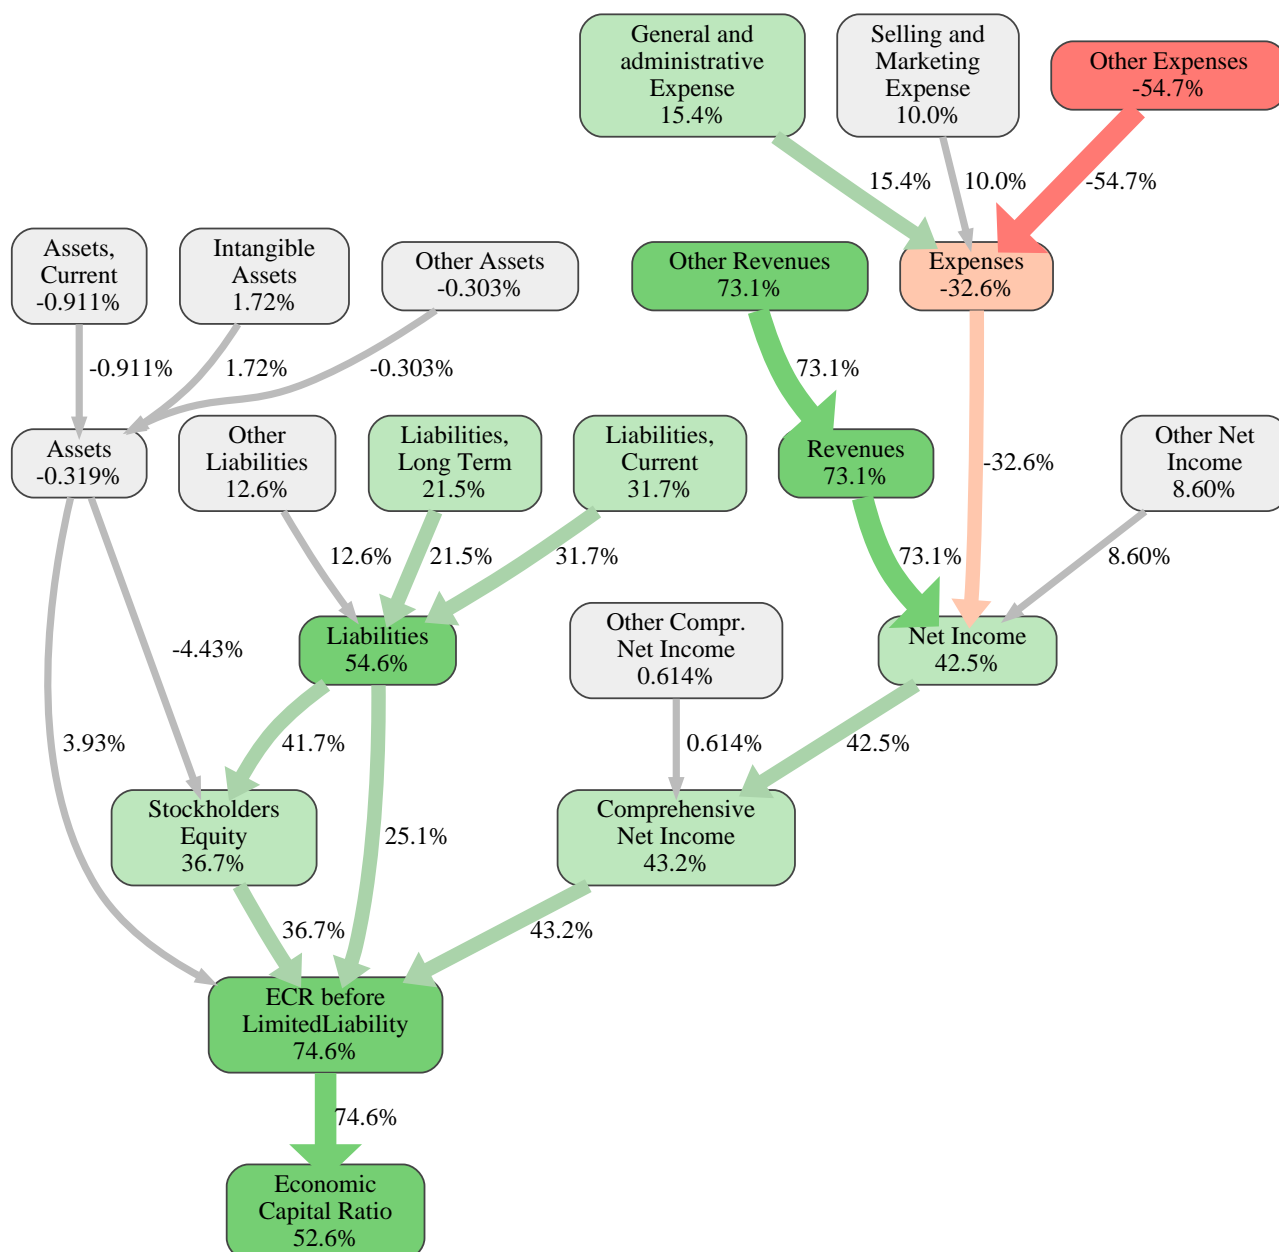 General and
administrative
Expense
15.4%
Selling and
Marketing
Expense
10.0%
Other Expenses
-54.7%
15.4%
10.0%
-54.7%
Assets,
Current
-0.911%
Intangible
Assets
1.72%
Other Assets
-0.303%
Other Revenues
73.1%
Expenses
-32.6%
-0.911%
1.72%
-0.303%
73.1%
-32.6%
Assets
-0.319%
Other
Liabilities
12.6%
Liabilities,
Long Term
21.5%
Liabilities,
Current
31.7%
Revenues
73.1%
Other Net
Income
8.60%
12.6%
21.5%
31.7%
73.1%
8.60%
Liabilities
54.6%
Other Compr.
Net Income
0.614%
Net Income
42.5%
-4.43%
3.93%
41.7%
0.614%
42.5%
Stockholders
Equity
36.7%
25.1%
Comprehensive
Net Income
43.2%
36.7%
43.2%
ECR before
LimitedLiability
74.6%
74.6%
Economic
Capital Ratio
52.6%